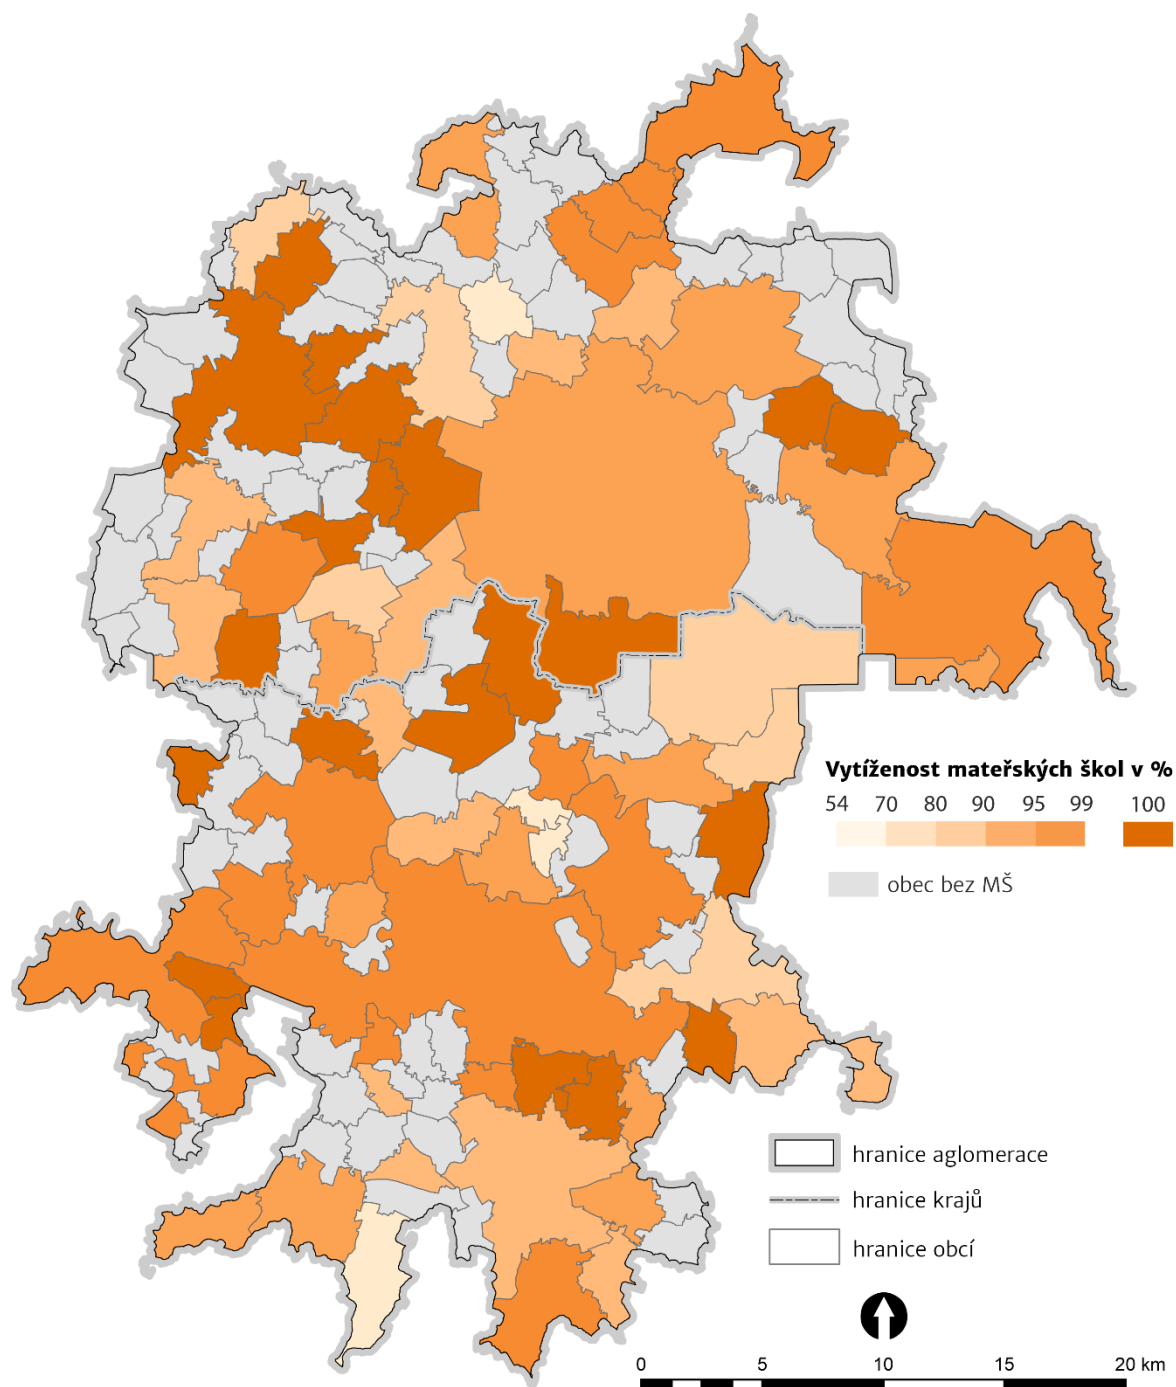 Vytíženost mateřských škol v %
54 70 80 90 95 99 100
obec bez MŠ
hranice aglomerace
hranice krajů
hranice obcí
0 5 10 15 20 km